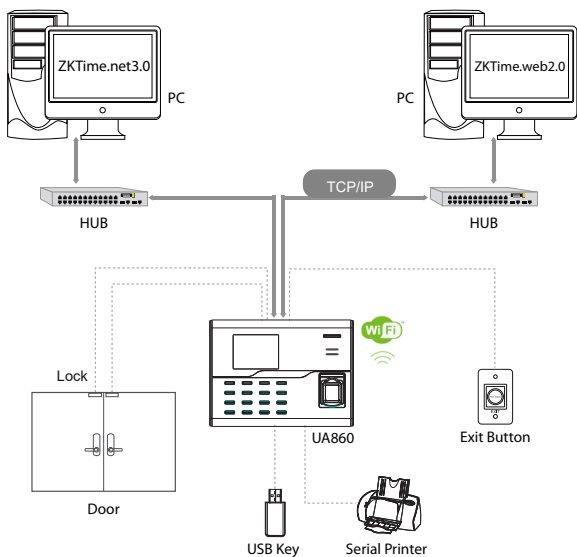 ZKTime.net3.0
ZKTime.web2.0
PC
PC
TCP/IP
HUB
HUB
WiFi
Lock
EXIT
UA860
Exit Button
Door
USB Key
Serial Printer